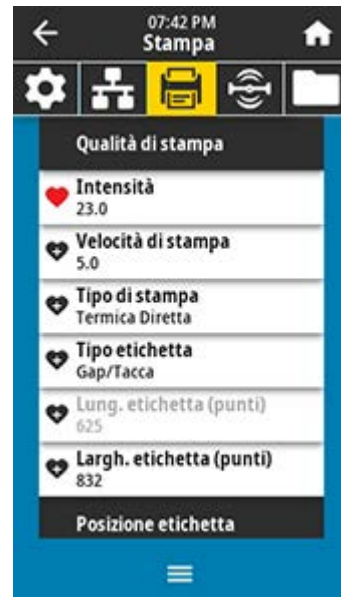 07:42 PM
Stampa
Qualità di stampa
Intensità
23.0
Velocità di stampa
5.0
Tipo di stampa
Termica Diretta
Tipo etichetta
Gap/Tacca
Lung. etichetta (punti)
625
Largh. etichetta (punti)
832
Posizione etichetta